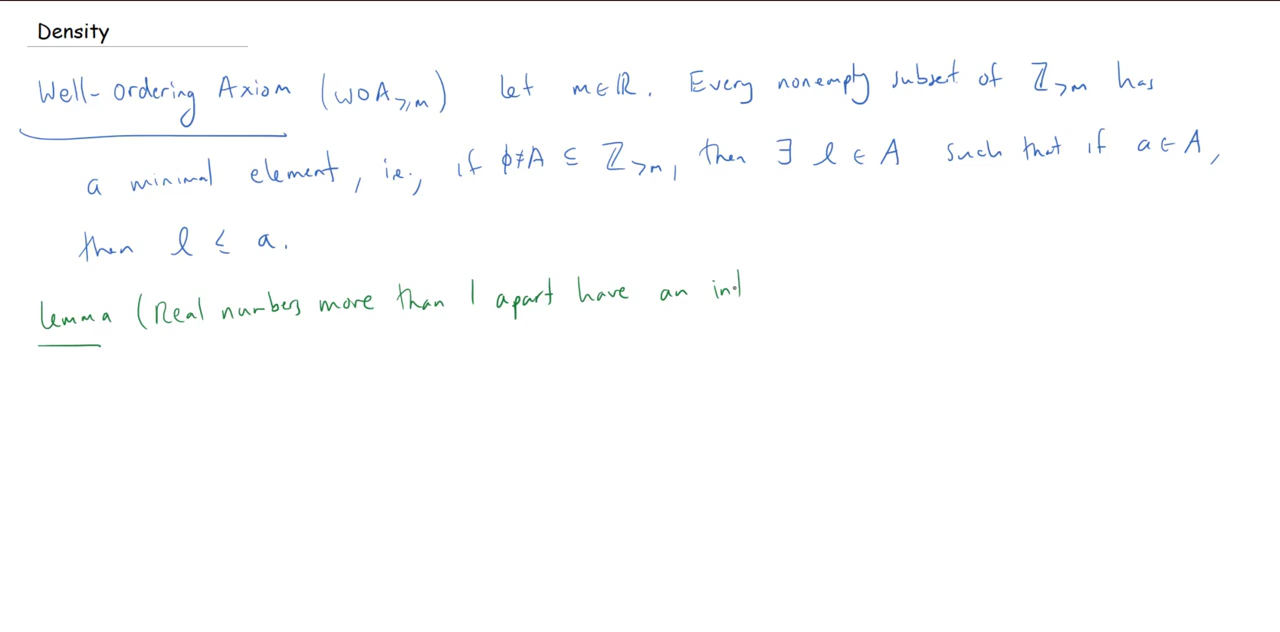 Density
Well-ordering Axiom (WOA≥m) let m∈ℝ. Every nonempty subset of ℤ>m has
a minimal element, i.e., if ∅≠A ⊆ ℤ>m, then ∃ l ∈ A such that if a∈A,
then l ≤ a.
Lemma (Real numbers more than 1 apart have an